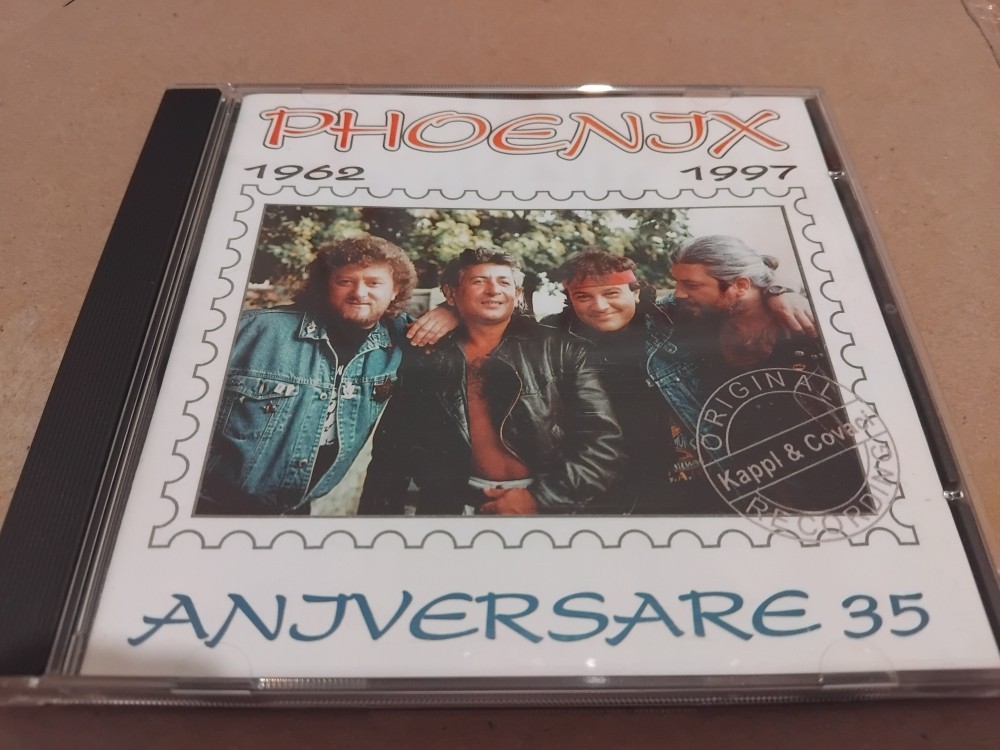 PHOENIX
1962 1997
ORIGINAL
Kappl & Covaci
RECORDING
ANIVERSARE 35